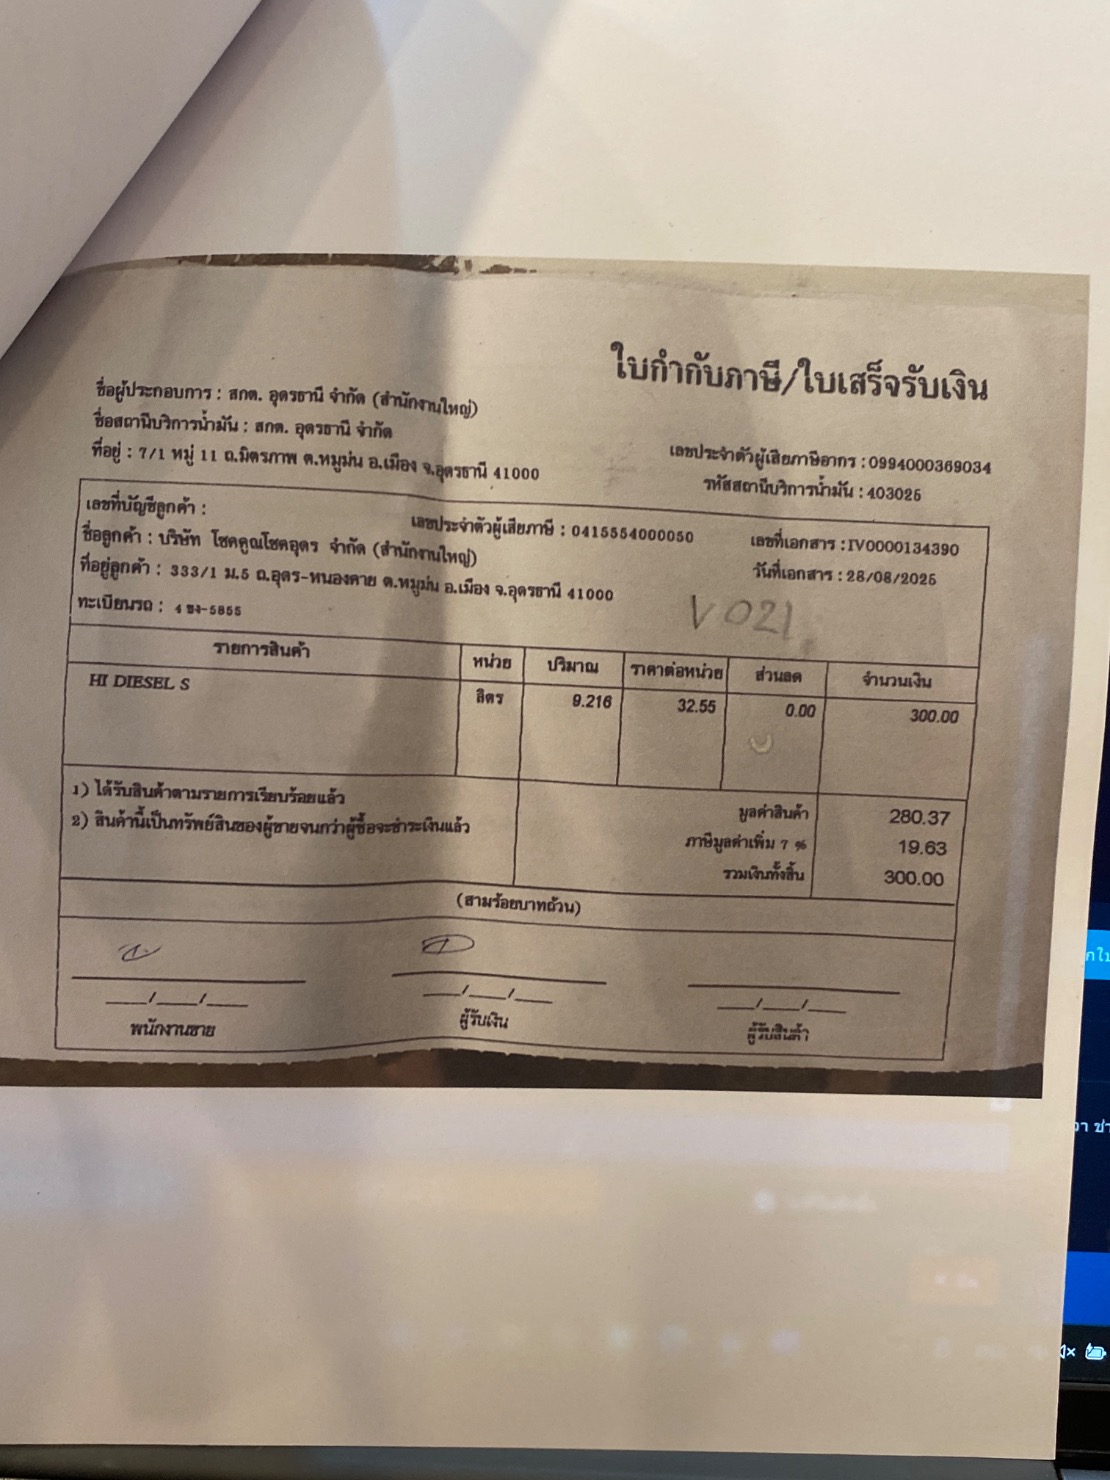 ใบกำกับภาษี/ใบเสร็จรับเงิน
ชื่อผู้ประกอบการ : สกต. อุดรธานี จำกัด (สำนักงานใหญ่)
ชื่อสถานีบริการน้ำมัน : สกต. อุดรธานี จำกัด
ที่อยู่ : 7/1 หมู่ 11 ถ.มิตรภาพ ต.หมูม่น อ.เมือง จ.อุดรธานี 41000
เลขประจำตัวผู้เสียภาษีอากร : 0994000369034
รหัสสถานีบริการน้ำมัน : 403025
เลขที่บัญชีลูกค้า :
เลขประจำตัวผู้เสียภาษี : 0415554000050
เลขที่เอกสาร : IV0000134390
ชื่อลูกค้า : บริษัท โชคคูณโชคอุดร จำกัด (สำนักงานใหญ่)
วันที่เอกสาร : 28/08/2025
ที่อยู่ลูกค้า : 333/1 ม.5 ถ.อุดร-หนองคาย ต.หมูม่น อ.เมือง จ.อุดรธานี 41000
ทะเบียนรถ :
V021
รายการสินค้า หน่วย ปริมาณ ราคาต่อหน่วย ส่วนลด จำนวนเงิน
HI DIESEL S ลิตร 9.216 32.55 0.00 300.00
1) ได้รับสินค้าตามรายการเรียบร้อยแล้ว
2) สินค้านี้เป็นทรัพย์สินของผู้ขายจนกว่าผู้ซื้อจะชำระเงินแล้ว
มูลค่าสินค้า 280.37
ภาษีมูลค่าเพิ่ม 7 % 19.63
รวมเงินทั้งสิ้น 300.00
(สามร้อยบาทถ้วน)
___/___/___ ___/___/___ ___/___/___
พนักงานขาย ผู้รับเงิน ผู้รับสินค้า